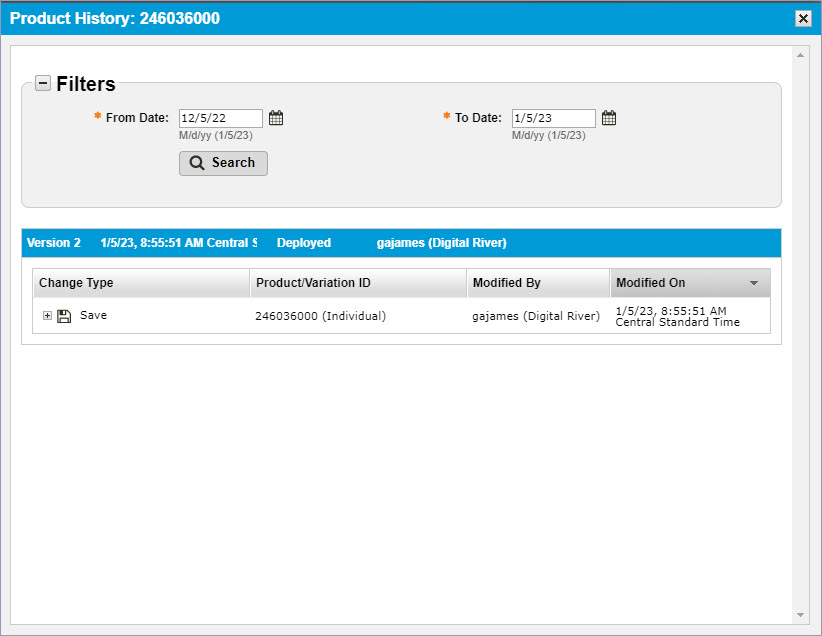 Product History: 246036000
Filters
* From Date: 12/5/22 * To Date: 1/5/23
M/d/yy (1/5/23) M/d/yy (1/5/23)
Search
Version 2 1/5/23, 8:55:51 AM Central S Deployed gajames (Digital River)
Change Type Product/Variation ID Modified By Modified On
Save 246036000 (Individual) gajames (Digital River) 1/5/23, 8:55:51 AM
Central Standard Time